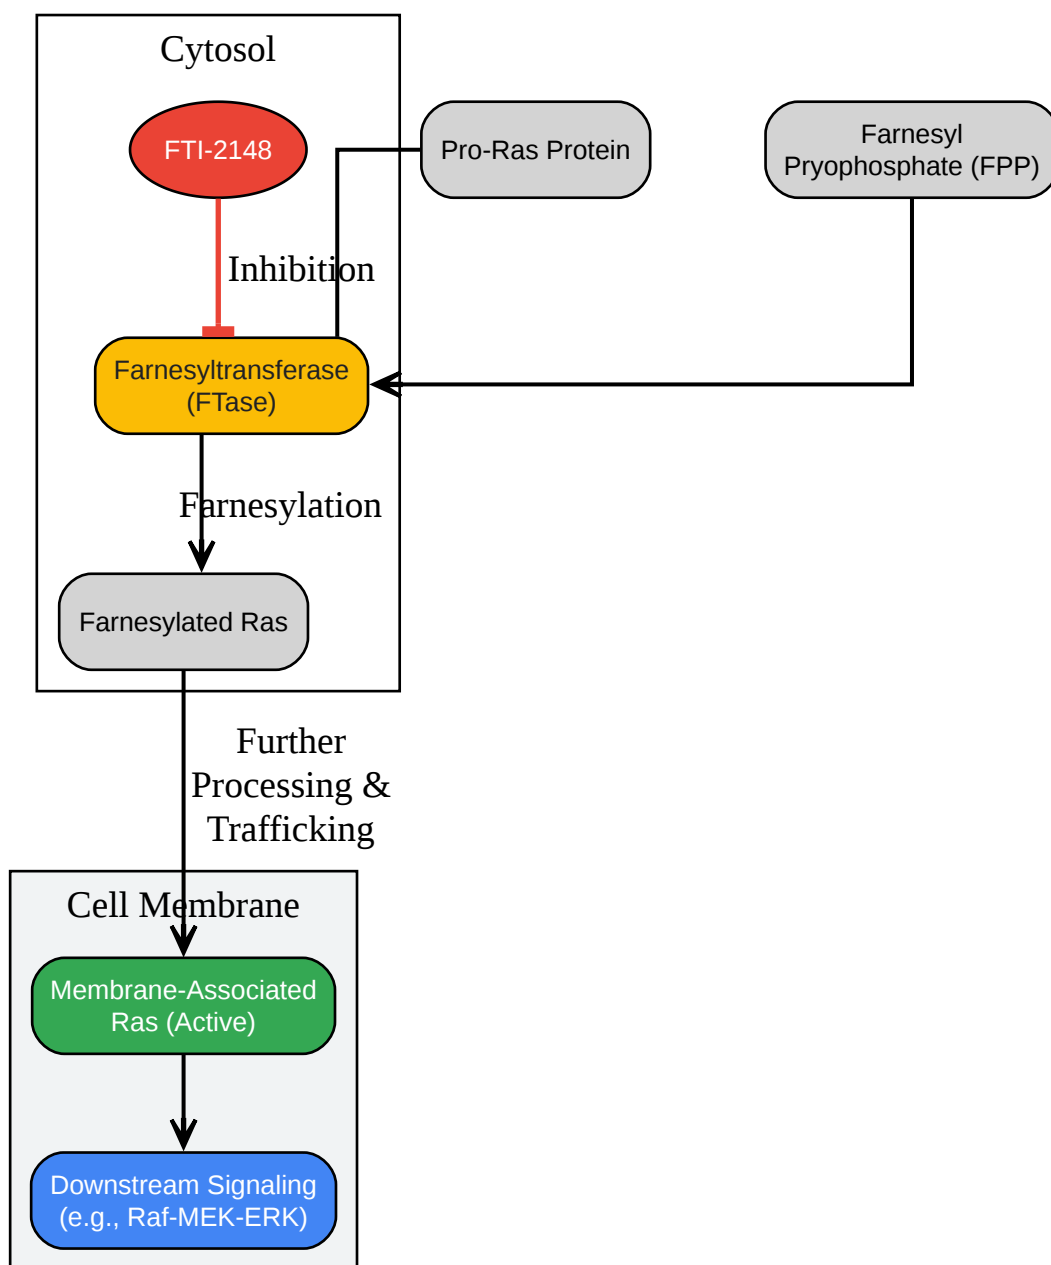 Cytosol
FTI-2148
Pro-Ras Protein
Farnesyl
Pryophosphate (FPP)
Inhibition
Farnesyltransferase
(FTase)
Farnesylation
Farnesylated Ras
Further
Processing &
Trafficking
Cell Membrane
Membrane-Associated
Ras (Active)
Downstream Signaling
(e.g., Raf-MEK-ERK)